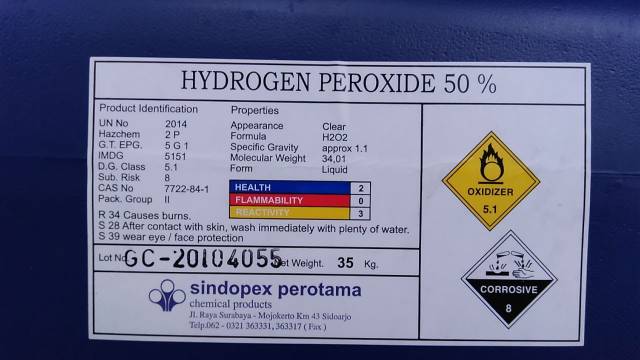 HYDROGEN PEROXIDE 50 %
Product Identification
UN No 2014
Hazchem 2 P
G.T. EPG. 5 G 1
IMDG 5151
D.G. Class 5.1
Sub. Risk 8
CAS No 7722-84-1
Pack. Group II
Properties
Appearance Clear
Formula H2O2
Specific Gravity approx 1.1
Molecular Weight 34,01
Form Liquid
HEALTH 2
FLAMMABILITY 0
REACTIVITY 3
R 34 Causes burns.
S 28 After contact with skin, wash immediately with plenty of water.
S 39 wear eye / face protection
Lot No GC-20104055 Net Weight. 35 Kg.
sindopex perotama
chemical products
Jl. Raya Surabaya - Mojokerto Km 43 Sidoarjo
Telp:062 - 0321 363331, 363317 ( Fax )
OXIDIZER
5.1
CORROSIVE
8